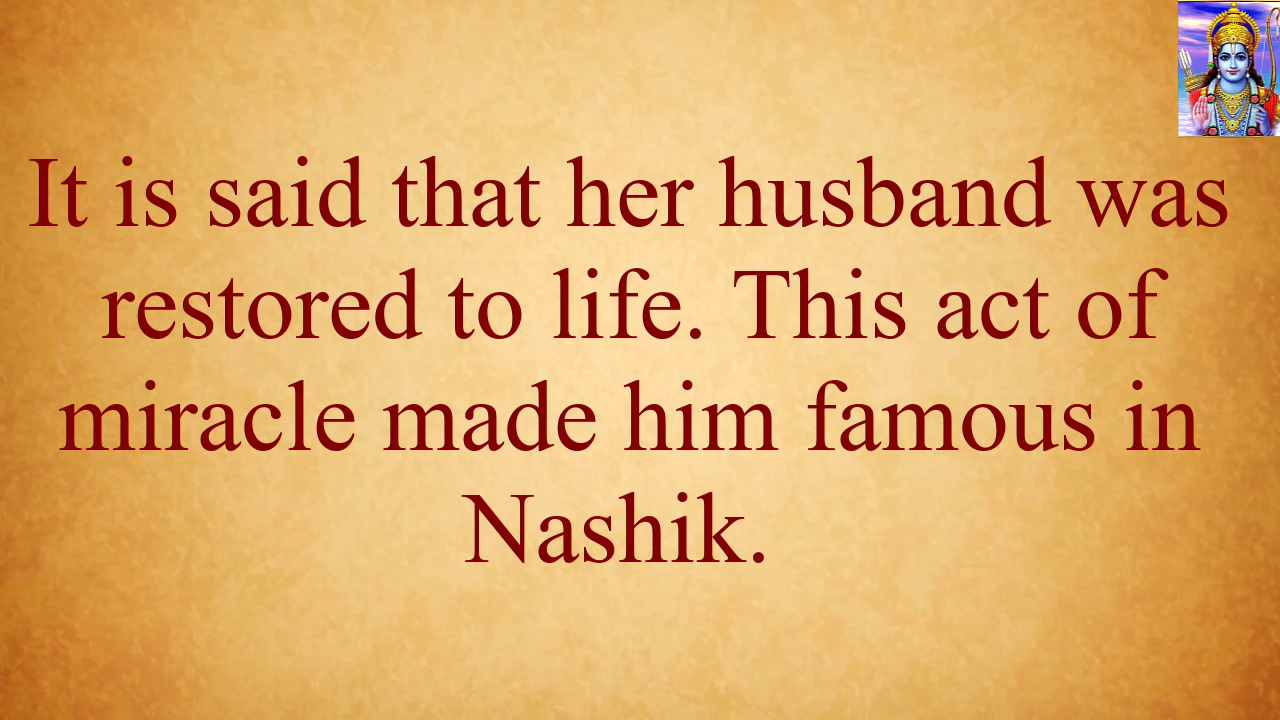 It is said that her husband was
restored to life. This act of
miracle made him famous in
Nashik.